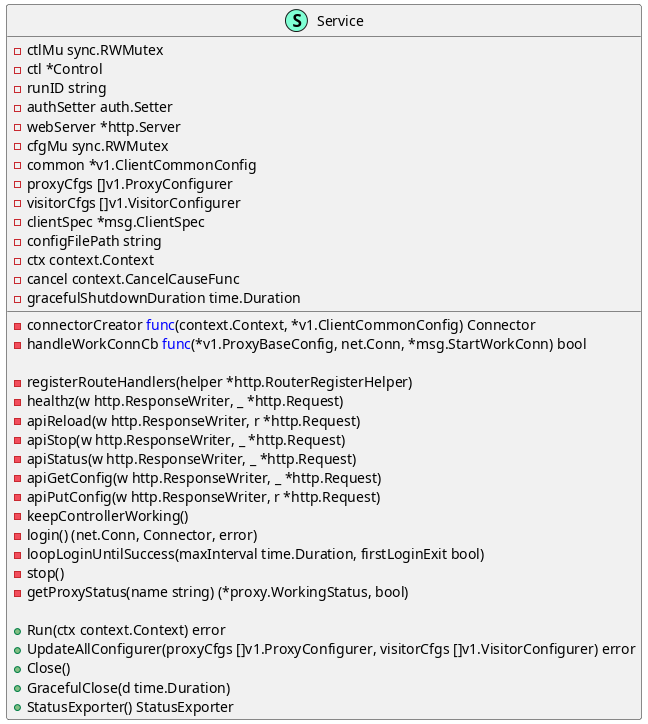 S Service
ctlMu sync.RWMutex
ctl *Control
runID string
authSetter auth.Setter
webServer *http.Server
cfgMu sync.RWMutex
common *v1.ClientCommonConfig
proxyCfgs []v1.ProxyConfigurer
visitorCfgs []v1.VisitorConfigurer
clientSpec *msg.ClientSpec
configFilePath string
ctx context.Context
cancel context.CancelCauseFunc
gracefulShutdownDuration time.Duration
connectorCreator func(context.Context, *v1.ClientCommonConfig) Connector
handleWorkConnCb func(*v1.ProxyBaseConfig, net.Conn, *msg.StartWorkConn) bool
registerRouteHandlers(helper *http.RouterRegisterHelper)
healthz(w http.ResponseWriter, _ *http.Request)
apiReload(w http.ResponseWriter, r *http.Request)
apiStop(w http.ResponseWriter, _ *http.Request)
apiStatus(w http.ResponseWriter, _ *http.Request)
apiGetConfig(w http.ResponseWriter, _ *http.Request)
apiPutConfig(w http.ResponseWriter, r *http.Request)
keepControllerWorking()
login() (net.Conn, Connector, error)
loopLoginUntilSuccess(maxInterval time.Duration, firstLoginExit bool)
stop()
getProxyStatus(name string) (*proxy.WorkingStatus, bool)
Run(ctx context.Context) error
UpdateAllConfigurer(proxyCfgs []v1.ProxyConfigurer, visitorCfgs []v1.VisitorConfigurer) error
Close()
GracefulClose(d time.Duration)
StatusExporter() StatusExporter